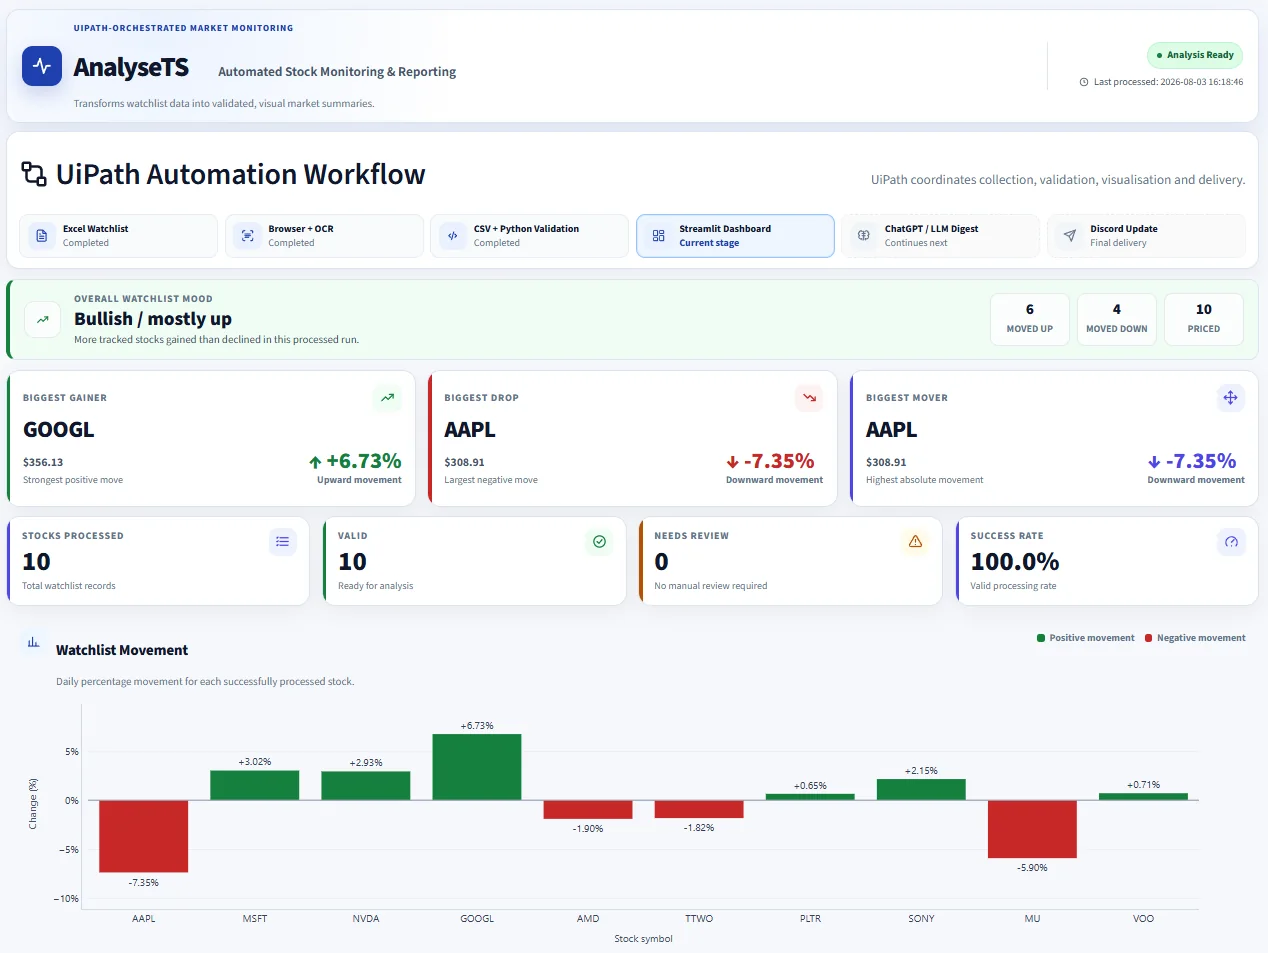 UIPATH-ORCHESTRATED MARKET MONITORING
AnalyseTS
Automated Stock Monitoring & Reporting
Transforms watchlist data into validated, visual market summaries.
Analysis Ready
Last processed: 2026-08-03 16:18:46
UiPath Automation Workflow
UiPath coordinates collection, validation, visualisation and delivery.
Excel Watchlist
Completed
Browser + OCR
Completed
CSV + Python Validation
Completed
Streamlit Dashboard
Current stage
ChatGPT / LLM Digest
Continues next
Discord Update
Final delivery
OVERALL WATCHLIST MOOD
Bullish / mostly up
More tracked stocks gained than declined in this processed run.
6
MOVED UP
4
MOVED DOWN
10
PRICED
BIGGEST GAINER
GOOGL
$356.13
Strongest positive move
↑ +6.73%
Upward movement
BIGGEST DROP
AAPL
$308.91
Largest negative move
↓ -7.35%
Downward movement
BIGGEST MOVER
AAPL
$308.91
Highest absolute movement
↓ -7.35%
Downward movement
STOCKS PROCESSED
10
Total watchlist records
VALID
10
Ready for analysis
NEEDS REVIEW
0
No manual review required
SUCCESS RATE
100.0%
Valid processing rate
Watchlist Movement
Daily percentage movement for each successfully processed stock.
Positive movement
Negative movement
Change (%)
5%
0%
−5%
−10%
-7.35%
+3.02%
+2.93%
+6.73%
-1.90%
-1.82%
+0.65%
+2.15%
-5.90%
+0.71%
AAPL
MSFT
NVDA
GOOGL
AMD
TTWO
PLTR
SONY
MU
VOO
Stock symbol